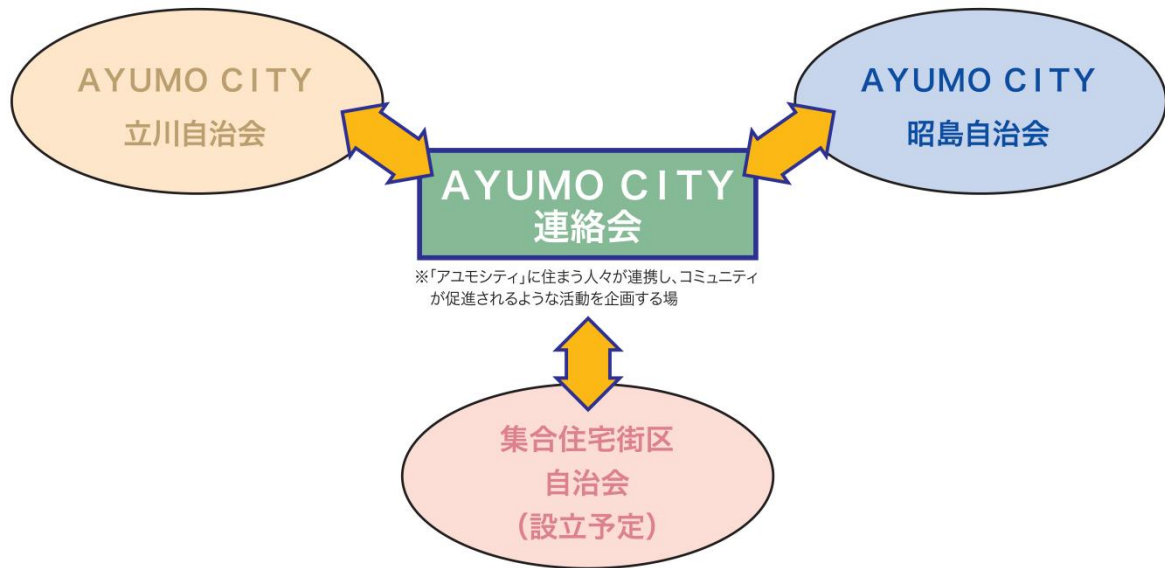 AYUMO CITY
立川自治会
AYUMO CITY
昭島自治会
AYUMO CITY
連絡会
※「アユモシティ」に住まう人々が連携し、コミュニティ
が促進されるような活動を企画する場
集合住宅街区
自治会
（設立予定）